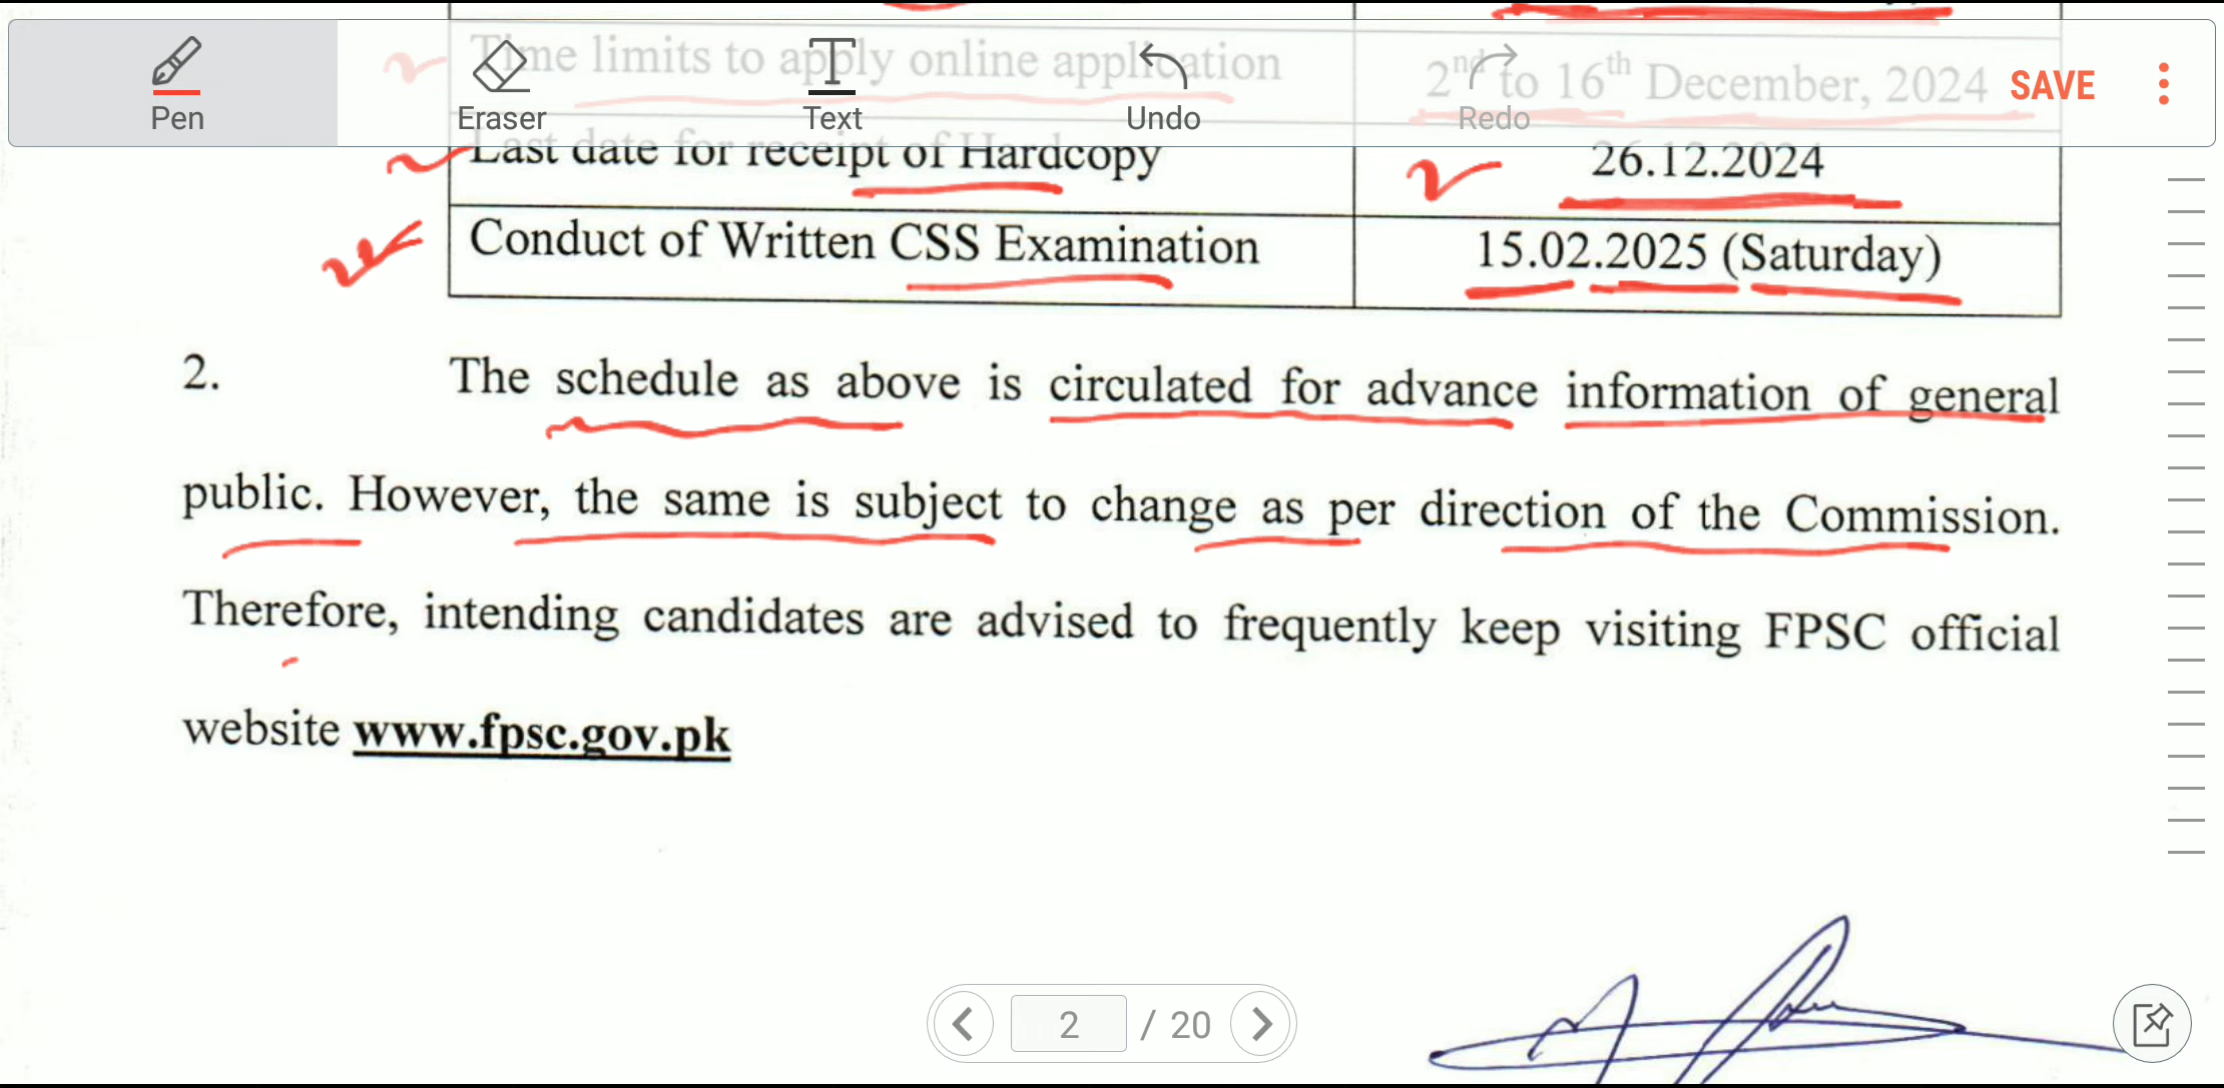 Time limits to apply online application 2nd to 16th December, 2024 SAVE
Pen Eraser Text Undo Redo
Last date for receipt of Hardcopy 26.12.2024
Conduct of Written CSS Examination 15.02.2025 (Saturday)
2. The schedule as above is circulated for advance information of general
public. However, the same is subject to change as per direction of the Commission.
Therefore, intending candidates are advised to frequently keep visiting FPSC official
website www.fpsc.gov.pk
2 / 20